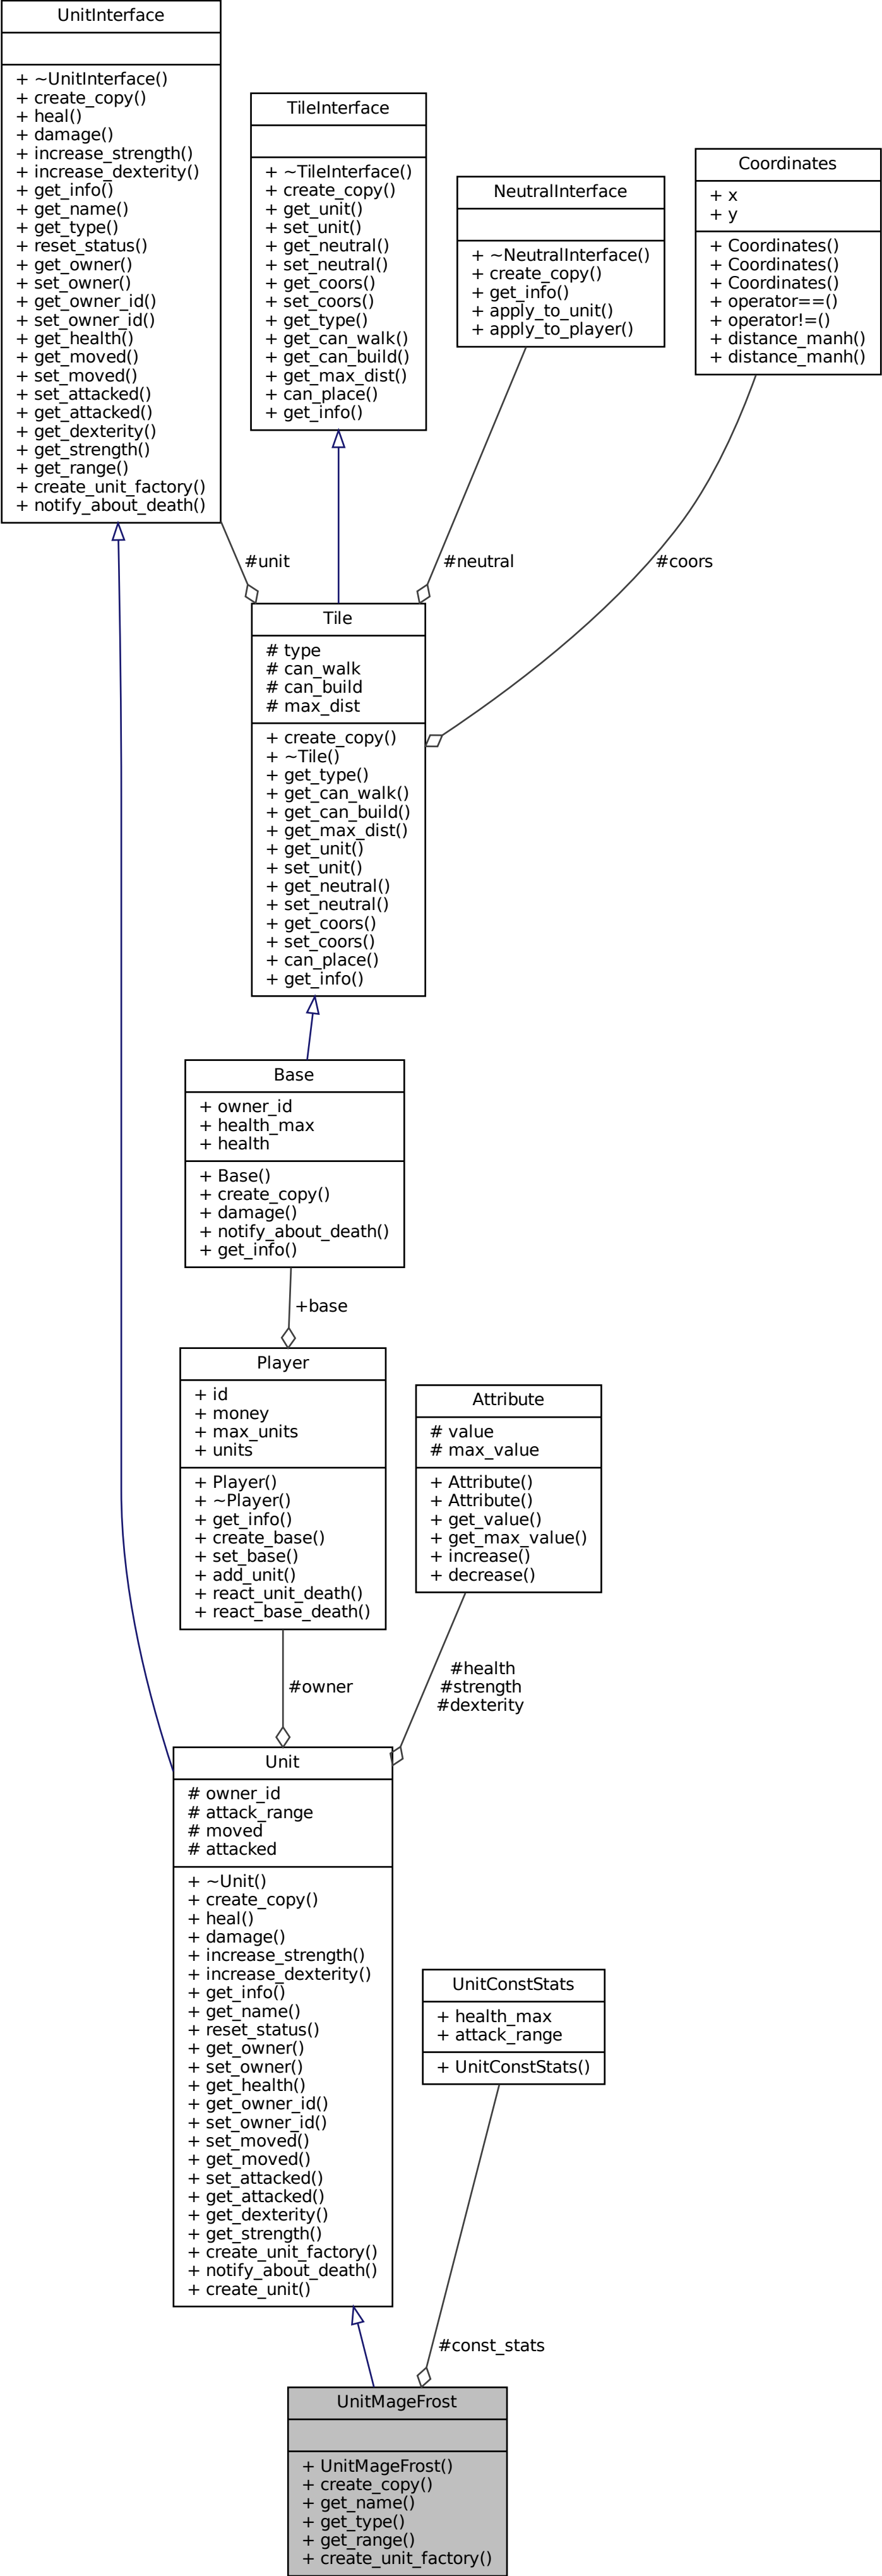 UnitInterface
+ ~UnitInterface()
+ create_copy()
+ heal()
+ damage()
+ increase_strength()
+ increase_dexterity()
+ get_info()
+ get_name()
+ get_type()
+ reset_status()
+ get_owner()
+ set_owner()
+ get_owner_id()
+ set_owner_id()
+ get_health()
+ get_moved()
+ set_moved()
+ set_attacked()
+ get_attacked()
+ get_dexterity()
+ get_strength()
+ get_range()
+ create_unit_factory()
+ notify_about_death()
TileInterface
+ ~TileInterface()
+ create_copy()
+ get_unit()
+ set_unit()
+ get_neutral()
+ set_neutral()
+ get_coors()
+ set_coors()
+ get_type()
+ get_can_walk()
+ get_can_build()
+ get_max_dist()
+ can_place()
+ get_info()
NeutralInterface
+ ~NeutralInterface()
+ create_copy()
+ get_info()
+ apply_to_unit()
+ apply_to_player()
Coordinates
+ x
+ y
+ Coordinates()
+ Coordinates()
+ Coordinates()
+ operator==()
+ operator!=()
+ distance_manh()
+ distance_manh()
#unit
#neutral
#coors
Tile
# type
# can_walk
# can_build
# max_dist
+ create_copy()
+ ~Tile()
+ get_type()
+ get_can_walk()
+ get_can_build()
+ get_max_dist()
+ get_unit()
+ set_unit()
+ get_neutral()
+ set_neutral()
+ get_coors()
+ set_coors()
+ can_place()
+ get_info()
Base
+ owner_id
+ health_max
+ health
+ Base()
+ create_copy()
+ damage()
+ notify_about_death()
+ get_info()
+base
Player
+ id
+ money
+ max_units
+ units
+ Player()
+ ~Player()
+ get_info()
+ create_base()
+ set_base()
+ add_unit()
+ react_unit_death()
+ react_base_death()
Attribute
# value
# max_value
+ Attribute()
+ Attribute()
+ get_value()
+ get_max_value()
+ increase()
+ decrease()
#owner
#health
#strength
#dexterity
Unit
# owner_id
# attack_range
# moved
# attacked
+ ~Unit()
+ create_copy()
+ heal()
+ damage()
+ increase_strength()
+ increase_dexterity()
+ get_info()
+ get_name()
+ reset_status()
+ get_owner()
+ set_owner()
+ get_health()
+ get_owner_id()
+ set_owner_id()
+ set_moved()
+ get_moved()
+ set_attacked()
+ get_attacked()
+ get_dexterity()
+ get_strength()
+ create_unit_factory()
+ notify_about_death()
+ create_unit()
UnitConstStats
+ health_max
+ attack_range
+ UnitConstStats()
#const_stats
UnitMageFrost
+ UnitMageFrost()
+ create_copy()
+ get_name()
+ get_type()
+ get_range()
+ create_unit_factory()